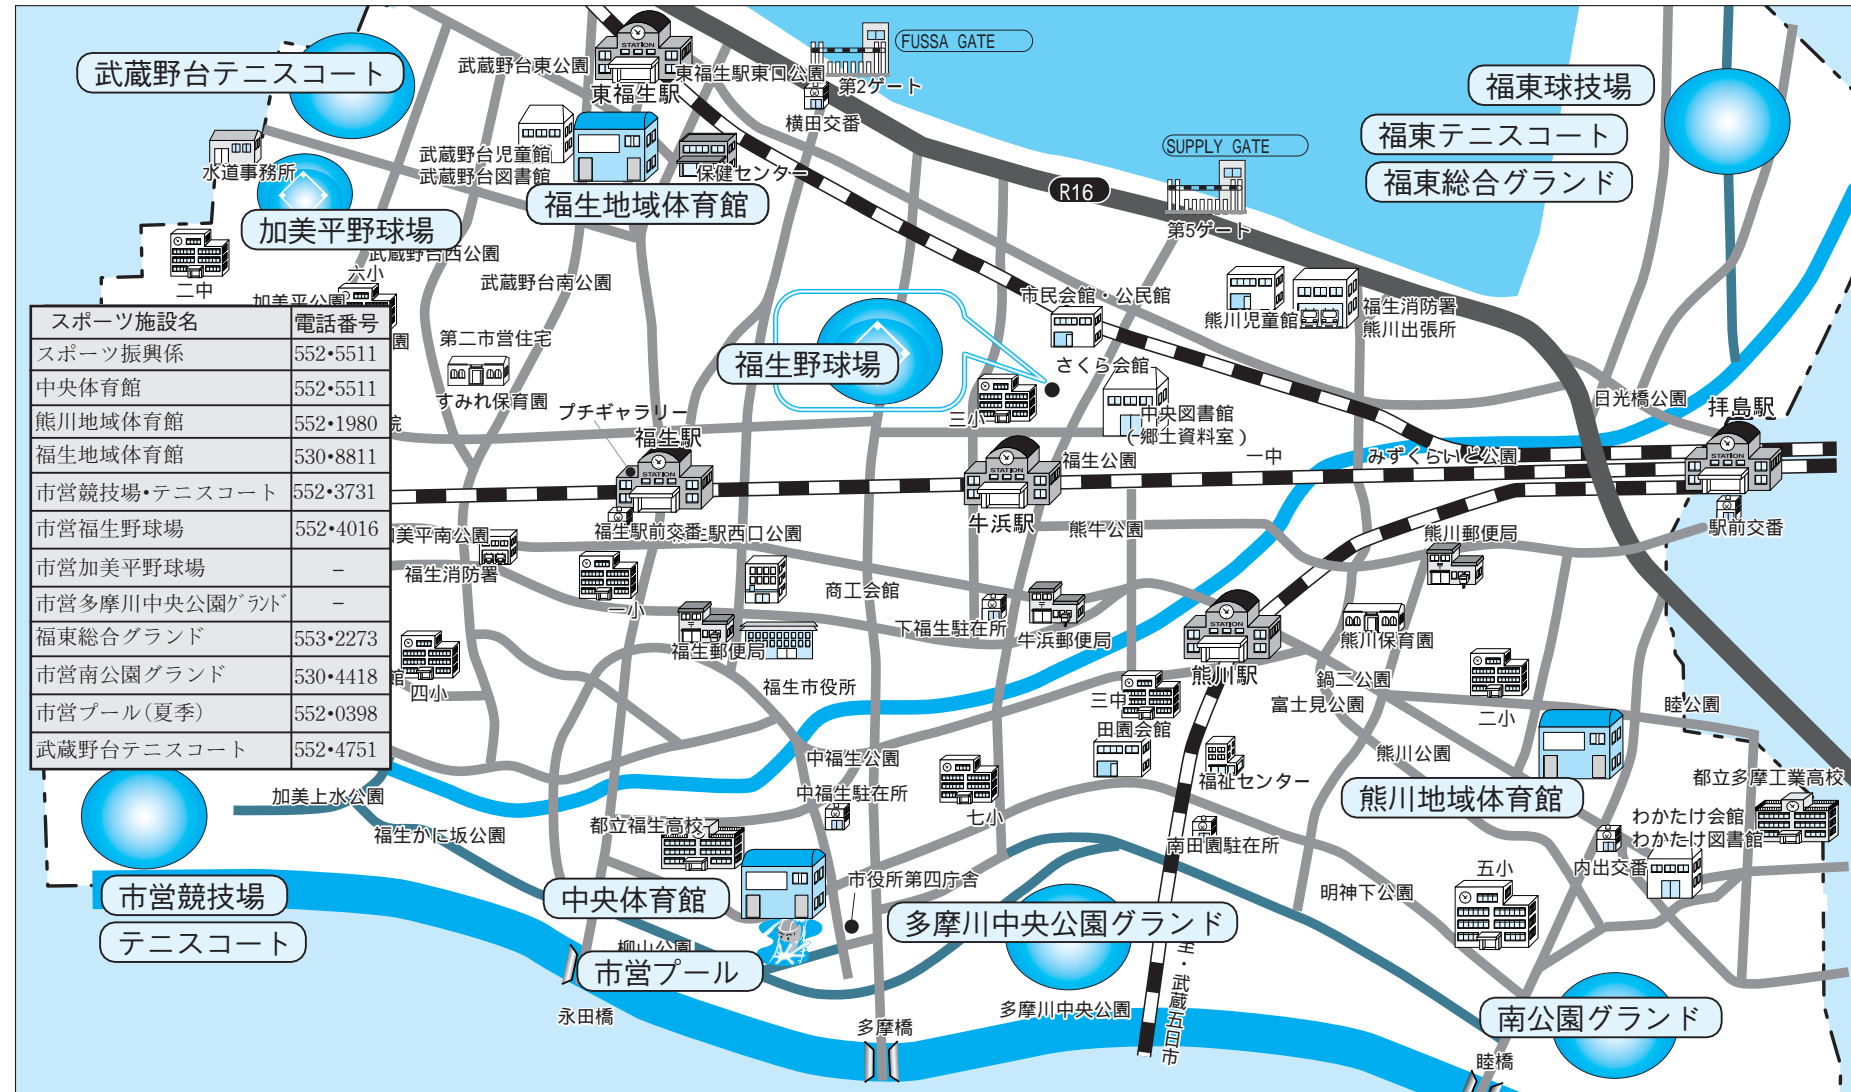 武蔵野台テニスコート
武蔵野台東公園
STATION
東福生駅
東福生駅東口公園
FUSSA GATE
第2ゲート
横田交番
水道事務所
武蔵野台児童館
武蔵野台図書館
保健センター
福生地域体育館
加美平野球場
武蔵野台西公園
武蔵野台南公園
二中
六小
加美平公園
R16
SUPPLY GATE
第5ゲート
福東球技場
福東テニスコート
福東総合グランド
市民会館・公民館
熊川児童館
福生消防署
熊川出張所
福生野球場
さくら会館
三小
中央図書館
(郷土資料室)
第二市営住宅
すみれ保育園
プチギャラリー
園
院
日光橋公園
拝島駅
STATION
駅前交番
スポーツ施設名 電話番号
スポーツ振興係 552•5511
中央体育館 552•5511
熊川地域体育館 552•1980
福生地域体育館 530•8811
市営競技場•テニスコート 552•3731
市営福生野球場 552•4016
市営加美平野球場 −
市営多摩川中央公園グランド −
福東総合グランド 553•2273
市営南公園グランド 530•4418
市営プール(夏季) 552•0398
武蔵野台テニスコート 552•4751
福生駅
STATION
福生駅前交番
生駅西口公園
牛浜駅
STATION
福生公園
一中
みずくらいど公園
熊牛公園
美平南公園
福生消防署
一小
商工会館
福生郵便局
福生市役所
下福生駐在所
牛浜郵便局
熊川郵便局
STATION
熊川駅
熊川保育園
鍋二公園
富士見公園
二小
睦公園
館
四小
三中
田園会館
熊川公園
福祉センター
中福生公園
中福生駐在所
七小
熊川地域体育館
都立多摩工業高校
わかたけ会館
わかたけ図書館
内出交番
加美上水公園
福生かに坂公園
都立福生高校
南田園駐在所
五小
明神下公園
市営競技場
テニスコート
中央体育館
市役所第四庁舎
柳山公園
市営プール
多摩川中央公園グランド
多摩川中央公園
至・武蔵五日市
南公園グランド
永田橋
多摩橋
睦橋